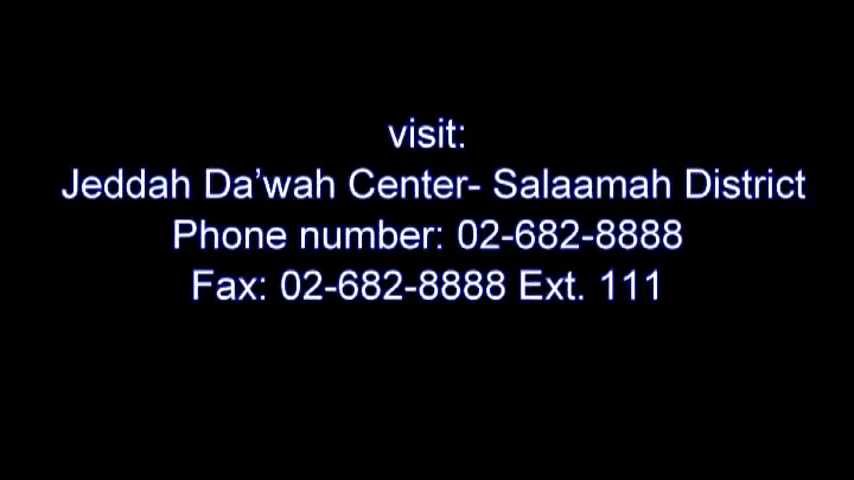 visit:
Jeddah Da’wah Center- Salaamah District
Phone number: 02-682-8888
Fax: 02-682-8888 Ext. 111